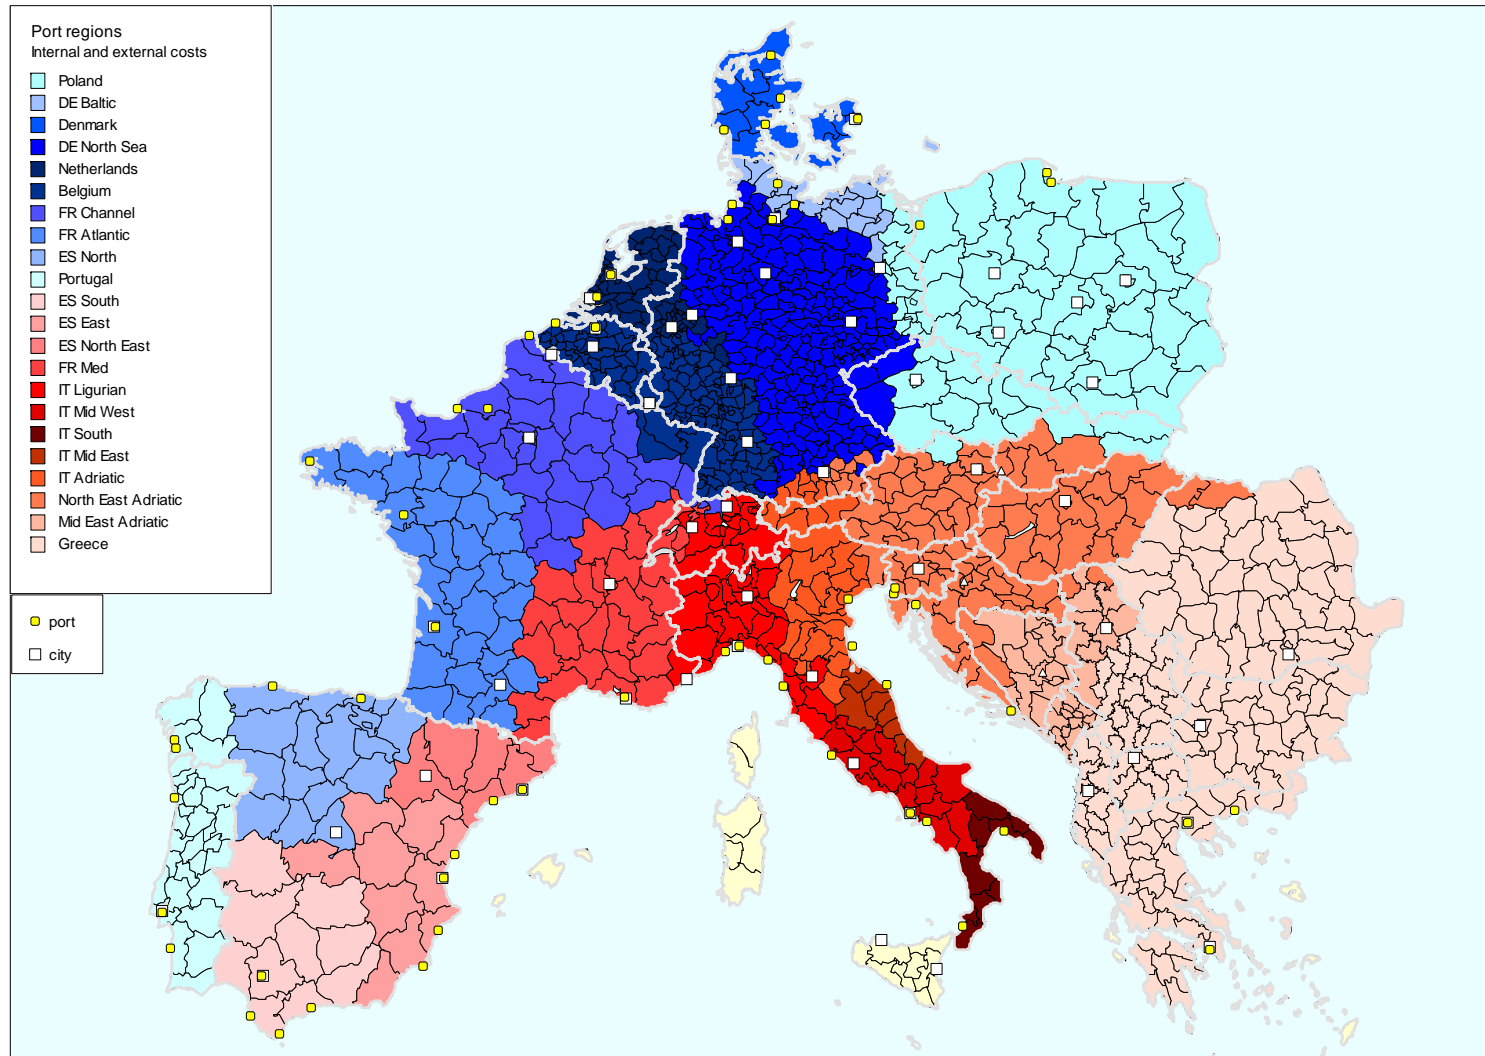 Port regions
Internal and external costs
Poland
DE Baltic
Denmark
DE North Sea
Netherlands
Belgium
FR Channel
FR Atlantic
ES North
Portugal
ES South
ES East
ES North East
FR Med
IT Ligurian
IT Mid West
IT South
IT Mid East
IT Adriatic
North East Adriatic
Mid East Adriatic
Greece
port
city